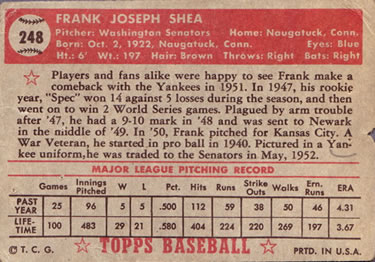 248
FRANK JOSEPH SHEA
Pitcher: Washington Senators Home: Naugatuck, Conn.
Born: Oct. 2, 1922, Naugatuck, Conn. Eyes: Blue
Ht.: 6' Wt.: 197 Hair: Brown Throws: Right Bats: Right
Players and fans alike were happy to see Frank make a
comeback with the Yankees in 1951. In 1947, his rookie
year, "Spec" won 14 against 5 losses during the season, and
then went on to win 2 World Series games. Plagued by arm trouble
after '47, he had a 9-10 mark in '48 and was sent to Newark
in the middle of '49. In '50, Frank pitched for Kansas City. A
War Veteran, he started in pro ball in 1940. Pictured in a Yan-
kee uniform, he was traded to the Senators in May, 1952.
MAJOR LEAGUE PITCHING RECORD
Games Innings Pitched W L Pct. Hits Runs Strike Outs Walks Ern. Runs ERA
PAST YEAR 25 96 5 5 .500 112 59 38 50 46 4.31
LIFE-TIME 100 483 29 21 .580 404 224 220 269 197 3.67
© T. C. G. TOPPS BASEBALL PRTD. IN U.S.A.